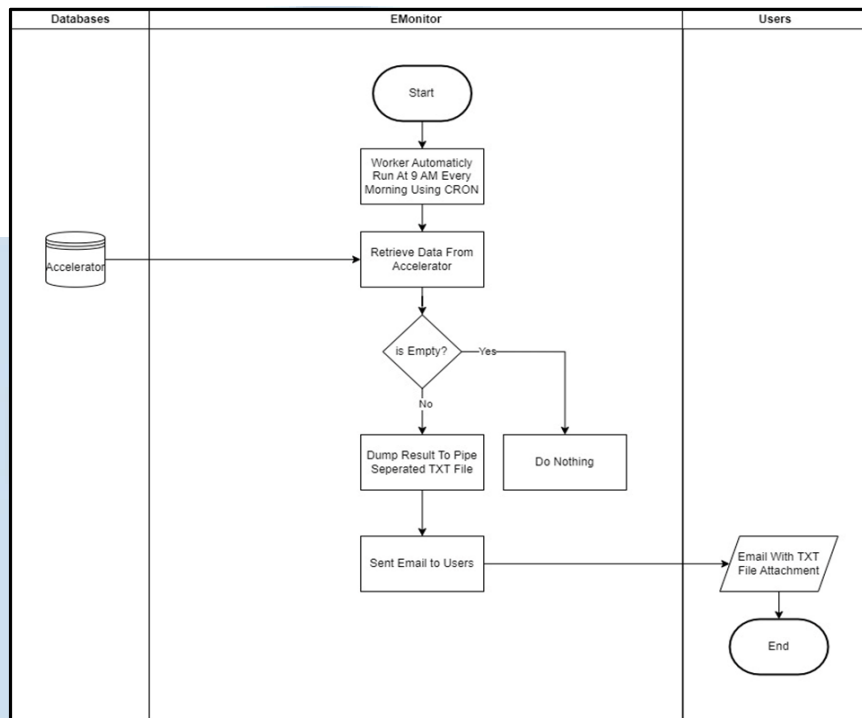 Databases
EMonitor
Users
Start
Worker Automaticly
Run At 9 AM Every
Morning Using CRON
Accelerator
Retrieve Data From
Accelerator
is Empty?
Yes
No
Dump Result To Pipe
Seperated TXT File
Do Nothing
Sent Email to Users
Email With TXT
File Attachment
End